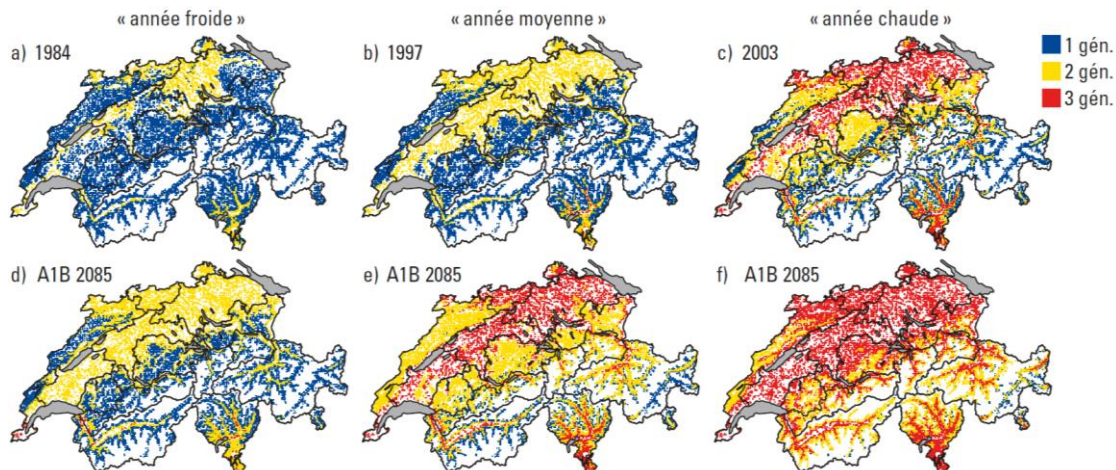 « année froide »
« année moyenne »
« année chaude »
a) 1984
b) 1997
c) 2003
1 gén.
2 gén.
3 gén.
d) A1B 2085
e) A1B 2085
f) A1B 2085